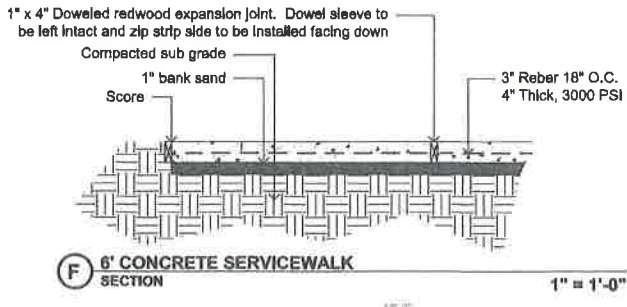 1" x 4" Doweled redwood expansion joint. Dowel sleeve to
be left intact and zip strip side to be installed facing down
Compacted sub grade
1" bank sand
Score
3" Rebar 18" O.C.
4" Thick, 3000 PSI
F
6' CONCRETE SERVICEWALK
SECTION
1" = 1'-0"